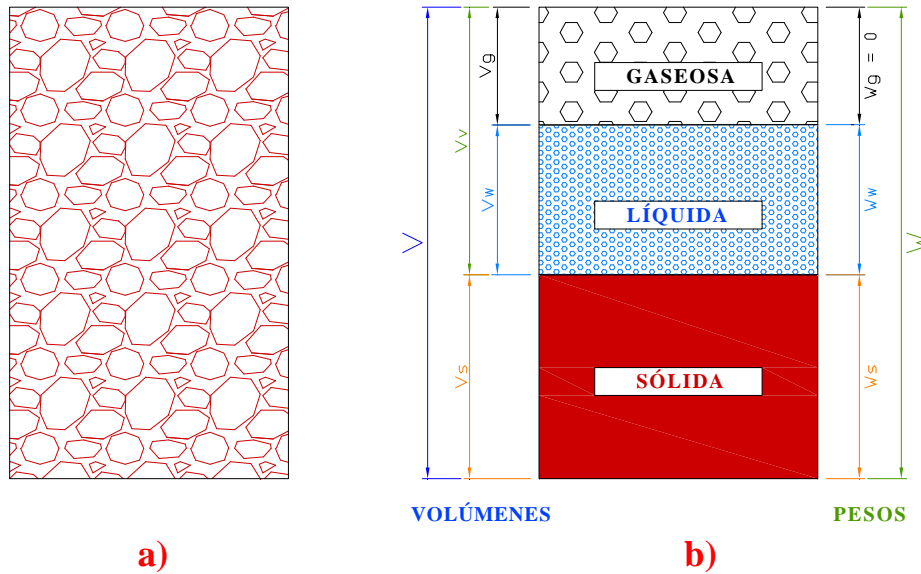 Vg
Vv
Vw
V
Vs
GASEOSA
LÍQUIDA
SÓLIDA
Wg = 0
Ww
W
Ws
VOLÚMENES
PESOS
a)
b)